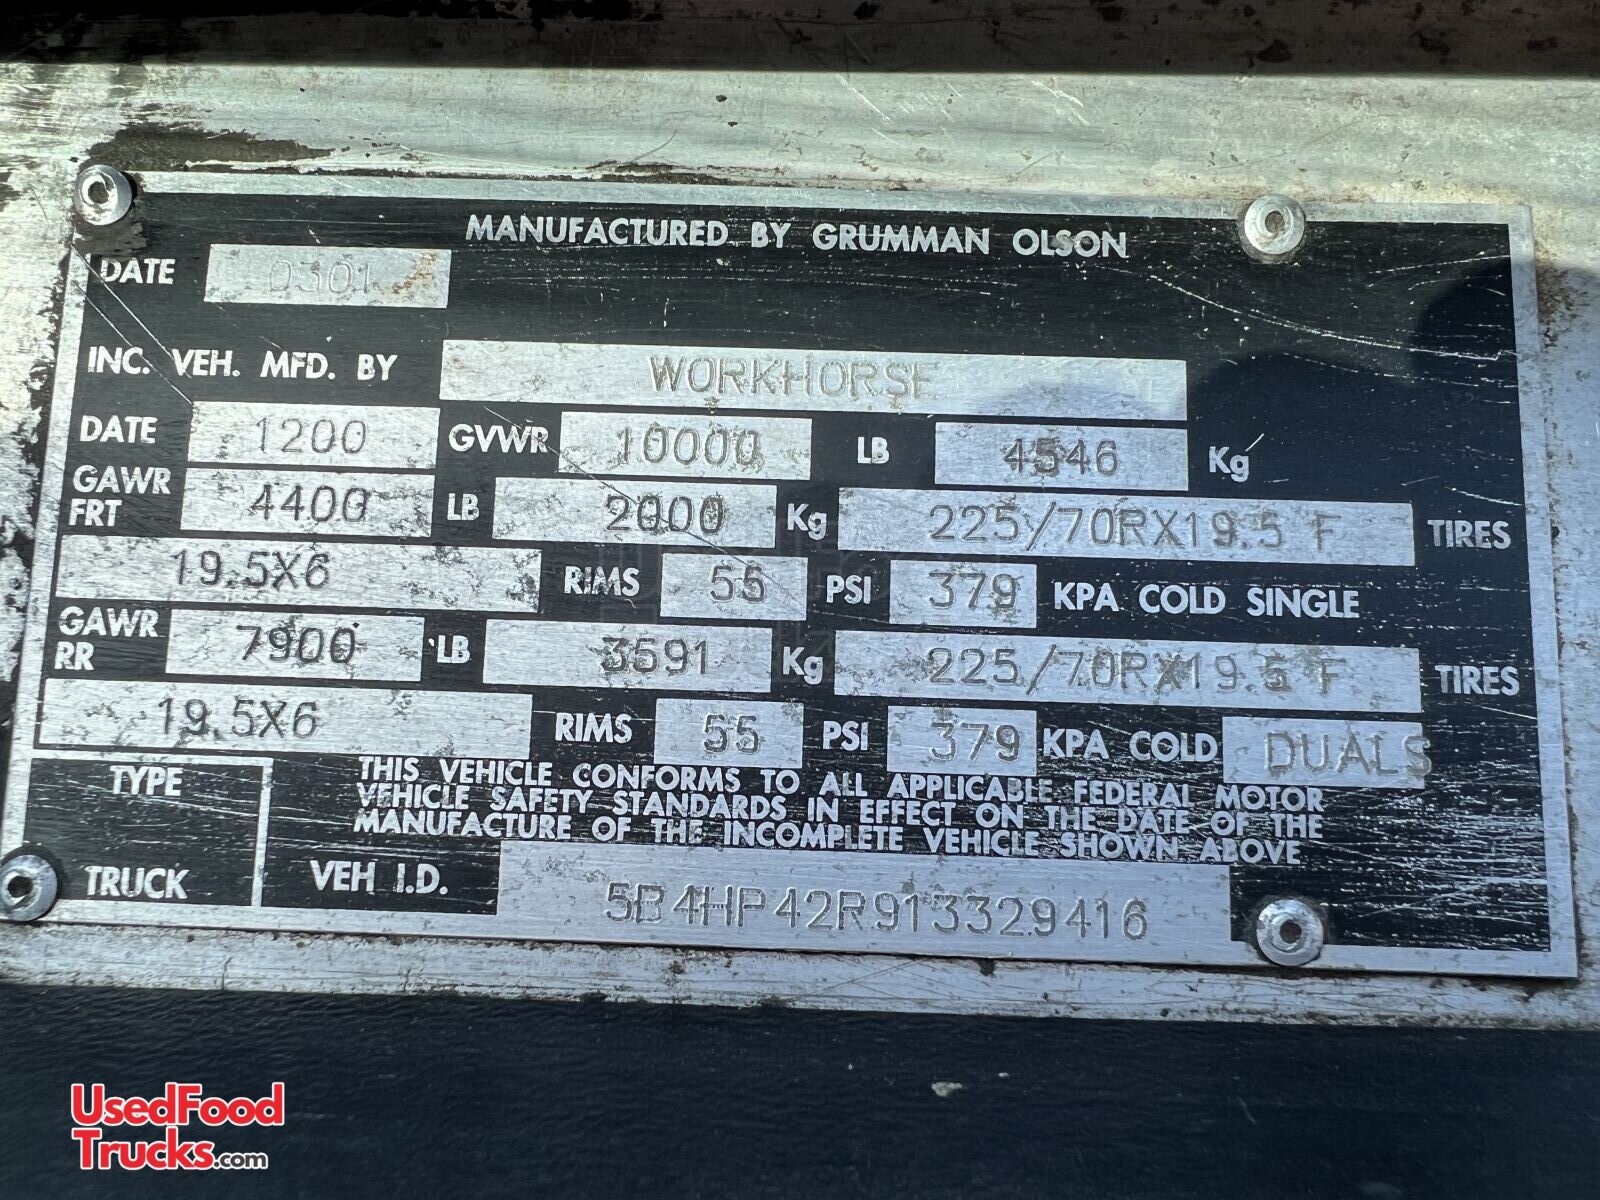 MANUFACTURED BY GRUMMAN OLSON
DATE 0301
INC. VEH. MFD. BY WORKHORSE
DATE 1200 GVWR 10000 LB 4546 Kg
GAWR FRT 4400 LB 2000 Kg 225/70RX19.5 F TIRES
19.5X6 RIMS 55 PSI 379 KPA COLD SINGLE
GAWR RR 7900 LB 3591 Kg 225/70RX19.5 F TIRES
19.5X6 RIMS 55 PSI 379 KPA COLD DUALS
TYPE
TRUCK
THIS VEHICLE CONFORMS TO ALL APPLICABLE FEDERAL MOTOR
VEHICLE SAFETY STANDARDS IN EFFECT ON THE DATE OF THE
MANUFACTURE OF THE INCOMPLETE VEHICLE SHOWN ABOVE
VEH I.D. 5B4HP42R913329416
UsedFood
Trucks.com